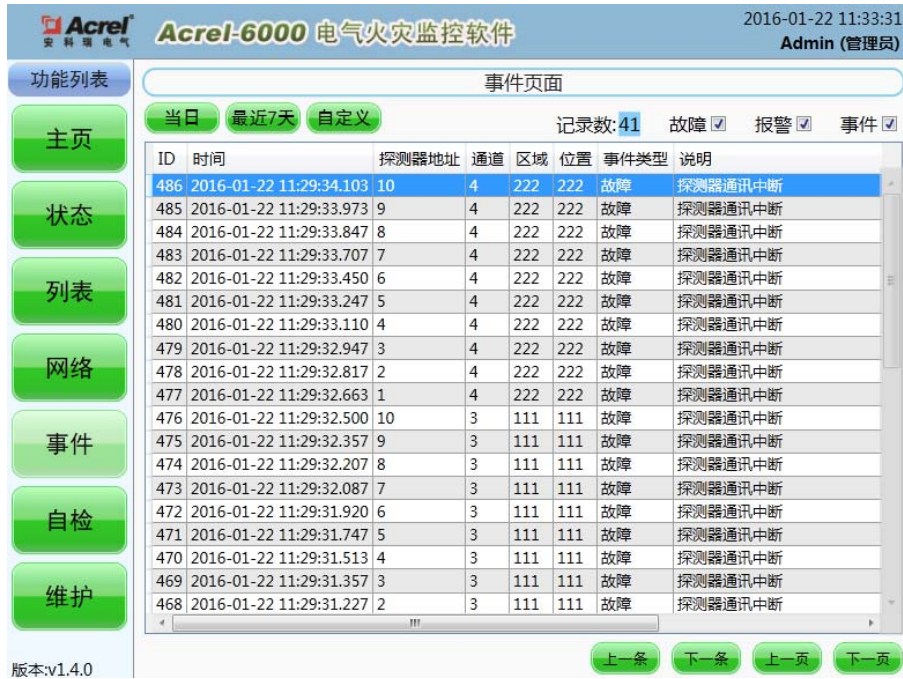 Acrel
安科瑞电气
Acrel-6000 电气火灾监控软件
2016-01-22 11:33:31
Admin (管理员)
功能列表
主页
状态
列表
网络
事件
自检
维护
版本:v1.4.0
事件页面
当日 最近7天 自定义 记录数:41 故障 报警 事件
ID 时间 探测器地址 通道 区域 位置 事件类型 说明
486 2016-01-22 11:29:34.103 10 4 222 222 故障 探测器通讯中断
485 2016-01-22 11:29:33.973 9 4 222 222 故障 探测器通讯中断
484 2016-01-22 11:29:33.847 8 4 222 222 故障 探测器通讯中断
483 2016-01-22 11:29:33.707 7 4 222 222 故障 探测器通讯中断
482 2016-01-22 11:29:33.450 6 4 222 222 故障 探测器通讯中断
481 2016-01-22 11:29:33.247 5 4 222 222 故障 探测器通讯中断
480 2016-01-22 11:29:33.110 4 4 222 222 故障 探测器通讯中断
479 2016-01-22 11:29:32.947 3 4 222 222 故障 探测器通讯中断
478 2016-01-22 11:29:32.817 2 4 222 222 故障 探测器通讯中断
477 2016-01-22 11:29:32.663 1 4 222 222 故障 探测器通讯中断
476 2016-01-22 11:29:32.500 10 3 111 111 故障 探测器通讯中断
475 2016-01-22 11:29:32.357 9 3 111 111 故障 探测器通讯中断
474 2016-01-22 11:29:32.207 8 3 111 111 故障 探测器通讯中断
473 2016-01-22 11:29:32.087 7 3 111 111 故障 探测器通讯中断
472 2016-01-22 11:29:31.920 6 3 111 111 故障 探测器通讯中断
471 2016-01-22 11:29:31.747 5 3 111 111 故障 探测器通讯中断
470 2016-01-22 11:29:31.513 4 3 111 111 故障 探测器通讯中断
469 2016-01-22 11:29:31.357 3 3 111 111 故障 探测器通讯中断
468 2016-01-22 11:29:31.227 2 3 111 111 故障 探测器通讯中断
上一条 下一条 上一页 下一页